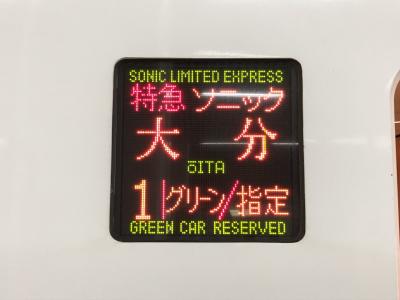 SONIC LIMITED EXPRESS
特急 ソニック
大 分
ōITA
1 グリーン/指定
GREEN CAR RESERVED